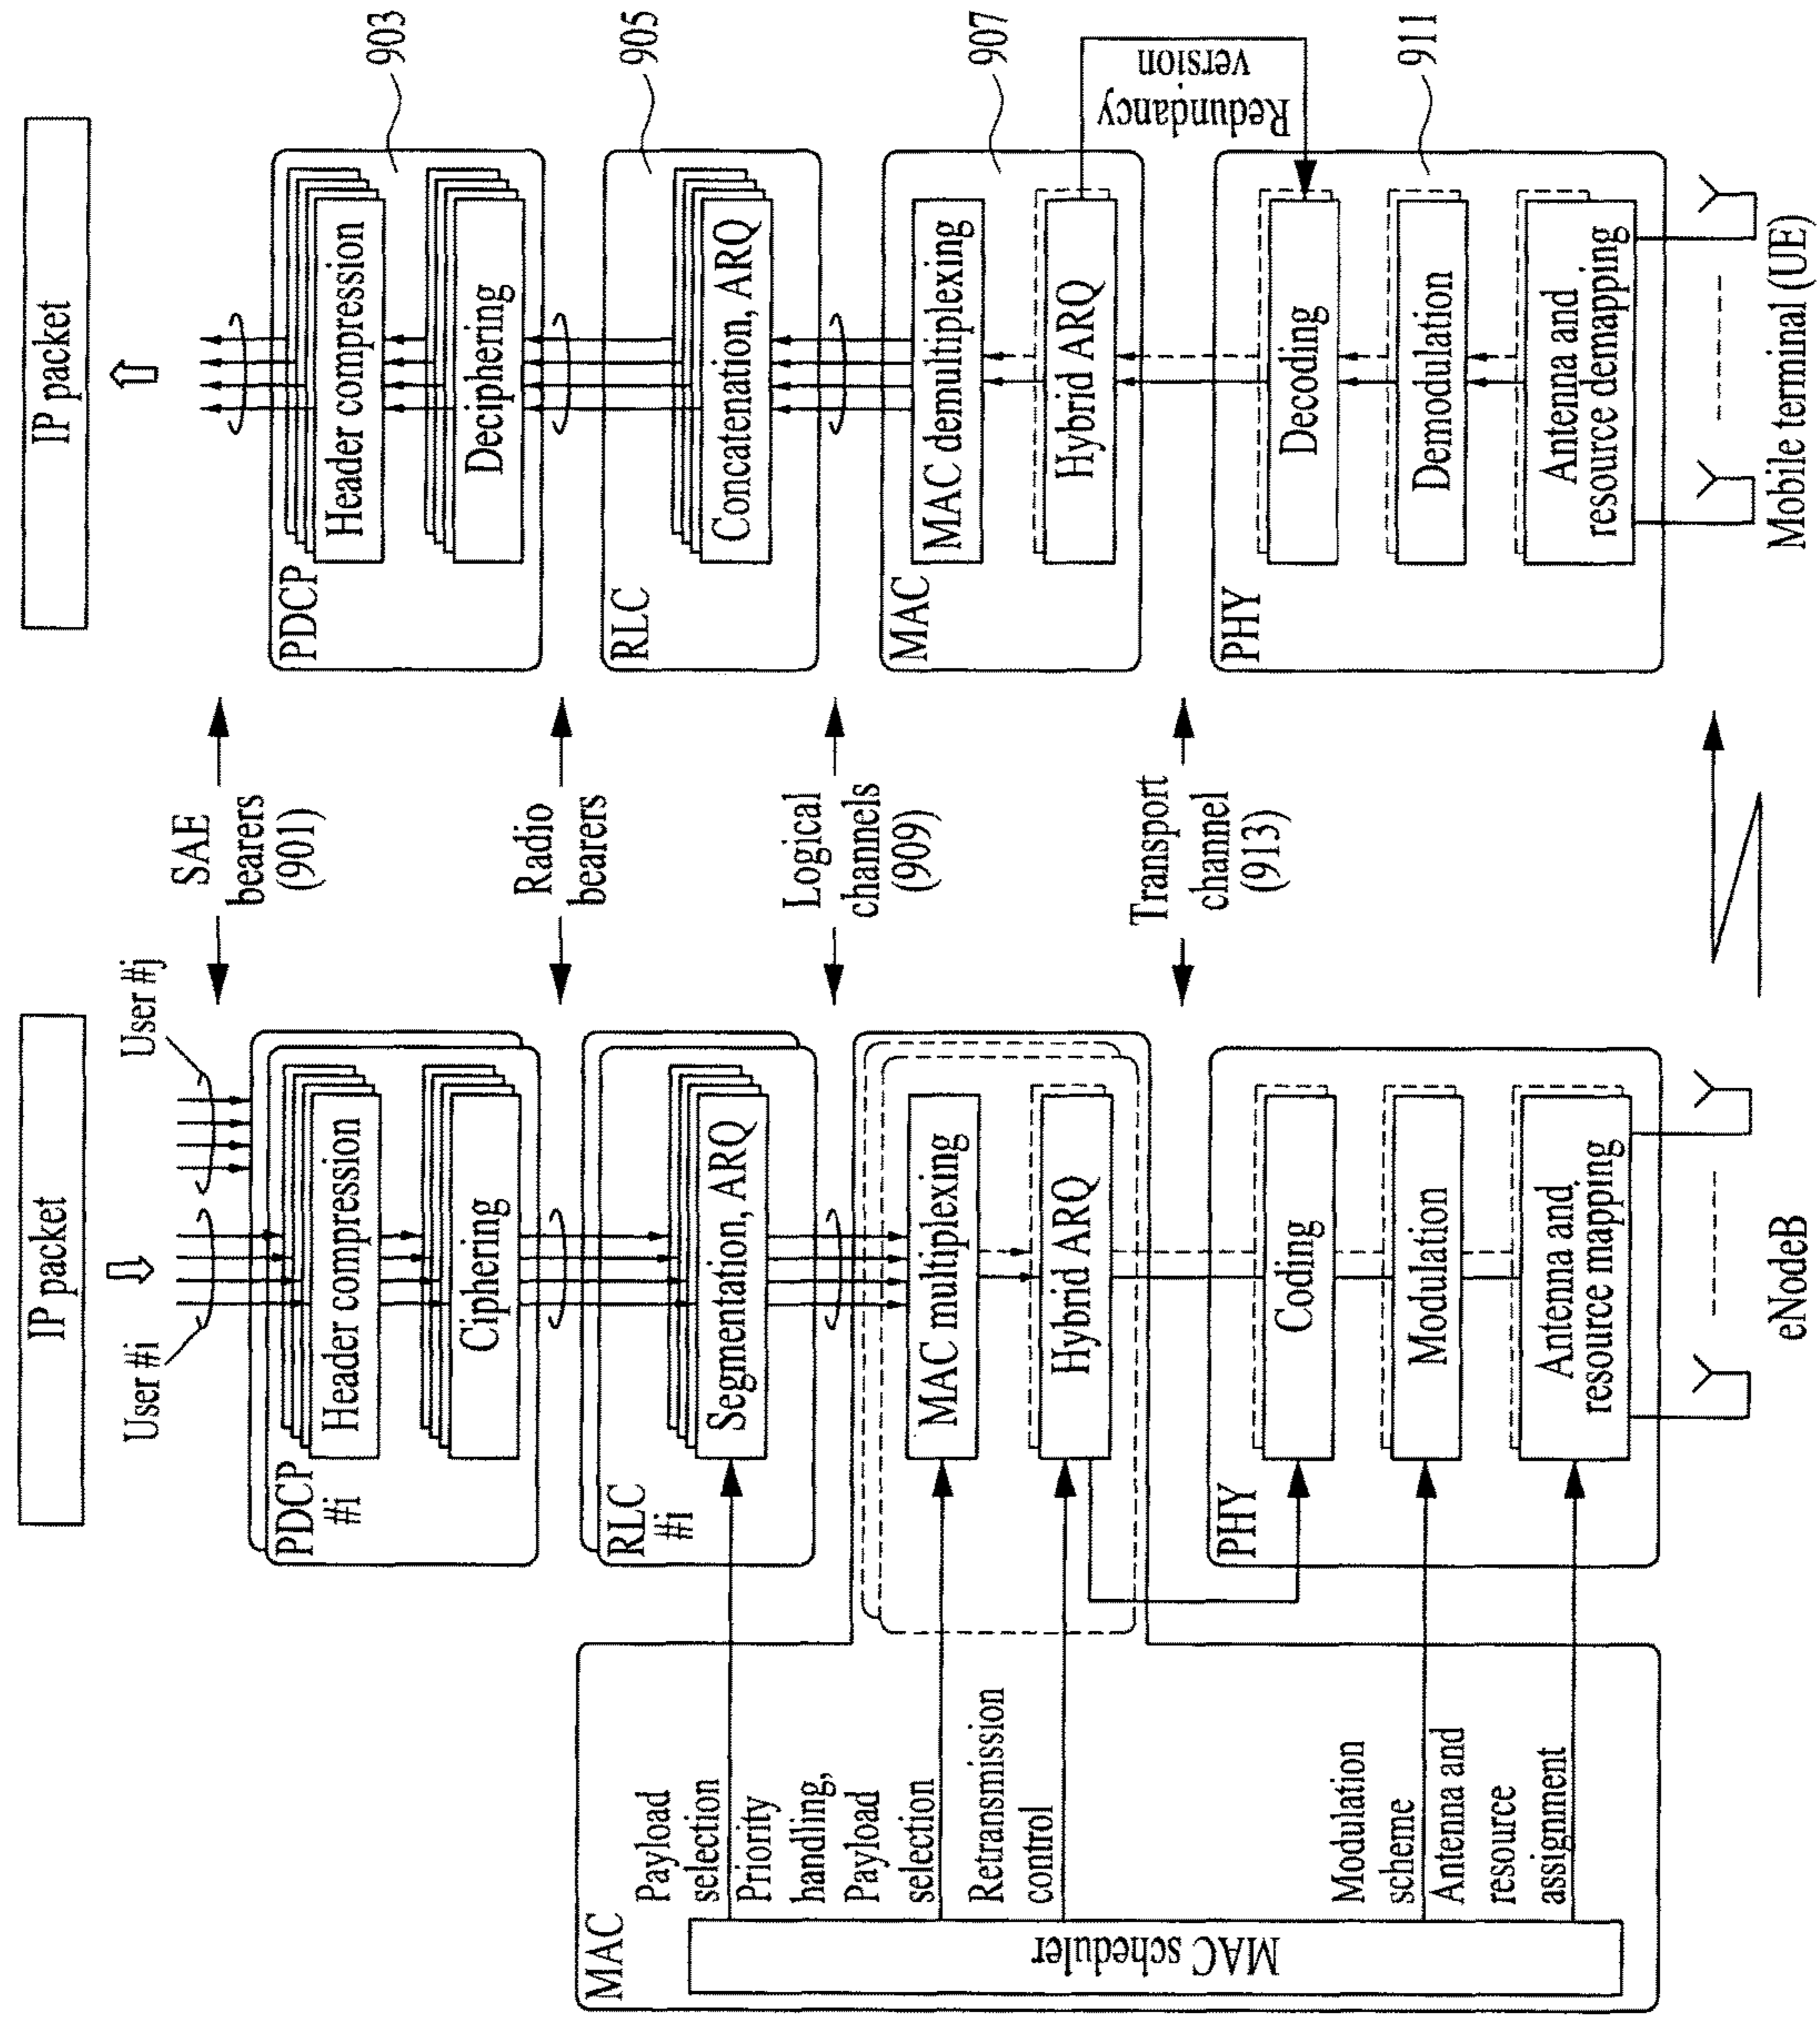 IP packet
IP packet
User #i
User #j
SAE
bearers
(901)
PDCP
#i
Header compression
Ciphering
PDCP
Header compression
Deciphering
903
Radio
bearers
RLC
#i
Segmentation, ARQ
RLC
Concatenation, ARQ
905
Logical
channels
(909)
MAC
MAC scheduler
Payload
selection
Priority
handling,
Payload
selection
Retransmission
control
Modulation
scheme
Antenna and
resource
assignment
MAC multiplexing
Hybrid ARQ
MAC
MAC demultiplexing
Hybrid ARQ
907
Redundancy
version
Transport
channel
(913)
PHY
Coding
Modulation
Antenna and
resource mapping
PHY
Decoding
Demodulation
Antenna and
resource demapping
911
eNodeB
Mobile terminal (UE)